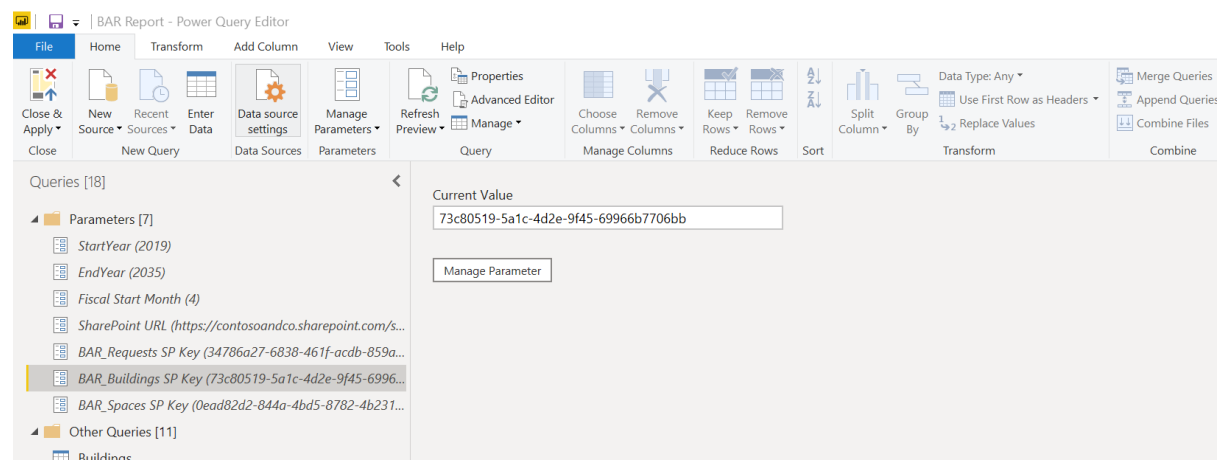 BAR Report - Power Query Editor
File Home Transform Add Column View Tools Help
Close & Apply
New Source
Recent Sources
Enter Data
Data source settings
Manage Parameters
Refresh Preview
Properties
Advanced Editor
Manage
Choose Columns
Remove Columns
Keep Rows
Remove Rows
Split Column
Group By
Data Type: Any
Use First Row as Headers
Replace Values
Merge Queries
Append Queries
Combine Files
Close New Query Data Sources Parameters Query Manage Columns Reduce Rows Sort Transform Combine
Queries [18]
Parameters [7]
StartYear (2019)
EndYear (2035)
Fiscal Start Month (4)
SharePoint URL (https://contosoandco.sharepoint.com/s...
BAR_Requests SP Key (34786a27-6838-461f-acdb-859a...
BAR_Buildings SP Key (73c80519-5a1c-4d2e-9f45-6996...
BAR_Spaces SP Key (0ead82d2-844a-4bd5-8782-4b231...
Other Queries [11]
Buildings
Current Value
73c80519-5a1c-4d2e-9f45-69966b7706bb
Manage Parameter